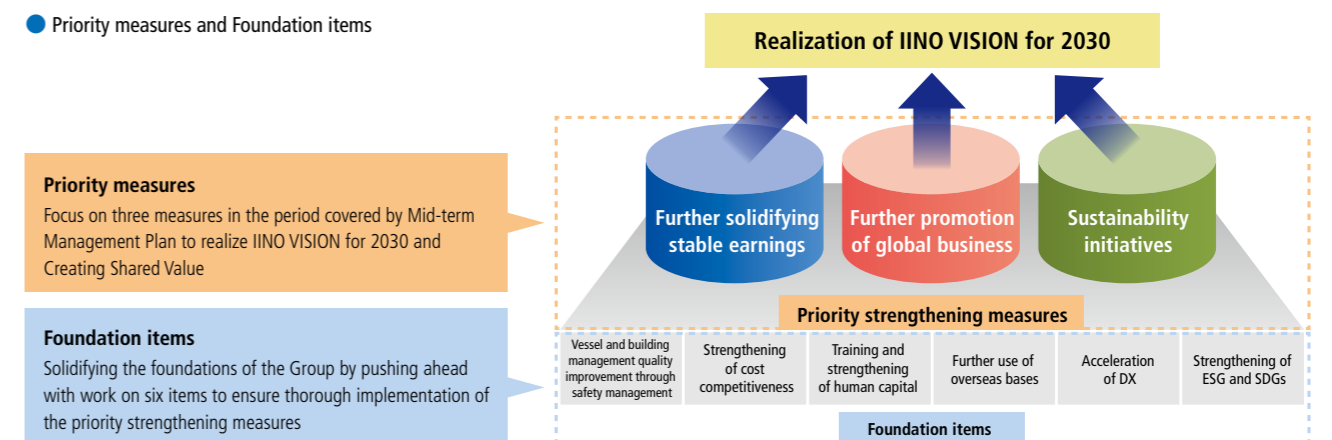 Priority measures and Foundation items
Realization of IINO VISION for 2030
Priority measures
Focus on three measures in the period covered by Mid-term
Management Plan to realize IINO VISION for 2030 and
Creating Shared Value
Further solidifying
stable earnings
Further promotion
of global business
Sustainability
initiatives
Priority strengthening measures
Foundation items
Solidifying the foundations of the Group by pushing ahead
with work on six items to ensure thorough implementation of
the priority strengthening measures
Vessel and building
management quality
improvement through
safety management
Strengthening
of cost
competitiveness
Training and
strengthening
of human capital
Further use of
overseas bases
Acceleration
of DX
Strengthening of
ESG and SDGs
Foundation items